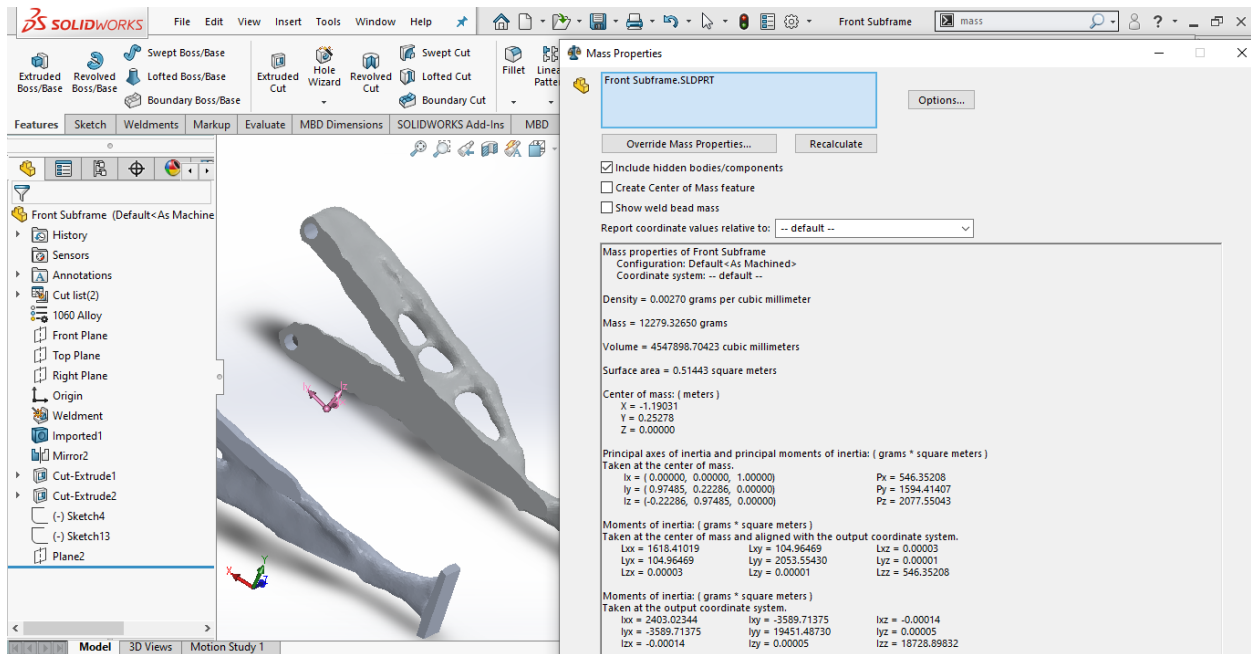 SOLIDWORKS File Edit View Insert Tools Window Help Front Subframe mass
Extruded Boss/Base
Revolved Boss/Base
Swept Boss/Base
Lofted Boss/Base
Boundary Boss/Base
Extruded Cut
Hole Wizard
Revolved Cut
Swept Cut
Lofted Cut
Boundary Cut
Fillet
Features Sketch Weldments Markup Evaluate MBD Dimensions SOLIDWORKS Add-Ins MBD
Front Subframe (Default<As Machine
History
Sensors
Annotations
Cut list(2)
1060 Alloy
Front Plane
Top Plane
Right Plane
Origin
Weldment
Imported1
Mirror2
Cut-Extrude1
Cut-Extrude2
(-) Sketch4
(-) Sketch13
Plane2
Iy Iz
X Y Z
Model 3D Views Motion Study 1
Mass Properties
Front Subframe.SLDPRT
Options...
Override Mass Properties... Recalculate
Include hidden bodies/components
Create Center of Mass feature
Show weld bead mass
Report coordinate values relative to: -- default --
Mass properties of Front Subframe
Configuration: Default<As Machined>
Coordinate system: -- default --
Density = 0.00270 grams per cubic millimeter
Mass = 12279.32650 grams
Volume = 4547898.70423 cubic millimeters
Surface area = 0.51443 square meters
Center of mass: ( meters )
X = -1.19031
Y = 0.25278
Z = 0.00000
Principal axes of inertia and principal moments of inertia: ( grams * square meters )
Taken at the center of mass.
Ix = ( 0.00000, 0.00000, 1.00000) Px = 546.35208
Iy = ( 0.97485, 0.22286, 0.00000) Py = 1594.41407
Iz = (-0.22286, 0.97485, 0.00000) Pz = 2077.55043
Moments of inertia: ( grams * square meters )
Taken at the center of mass and aligned with the output coordinate system.
Lxx = 1618.41019 Lxy = 104.96469 Lxz = 0.00003
Lyx = 104.96469 Lyy = 2053.55430 Lyz = 0.00001
Lzx = 0.00003 Lzy = 0.00001 Lzz = 546.35208
Moments of inertia: ( grams * square meters )
Taken at the output coordinate system.
Ixx = 2403.02344 Ixy = -3589.71375 Ixz = -0.00014
Iyx = -3589.71375 Iyy = 19451.48730 Iyz = 0.00005
Izx = -0.00014 Izy = 0.00005 Izz = 18728.89832